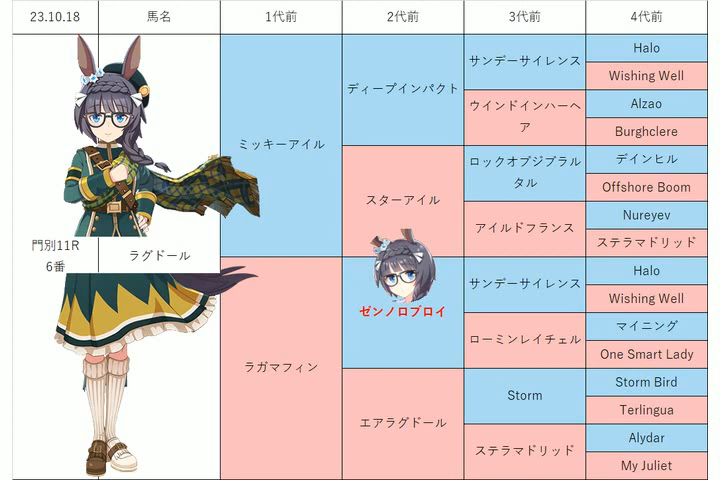 23.10.18
馬名
1代前
2代前
3代前
4代前
門別11R
6番
ラグドール
ミッキーアイル
ディープインパクト
サンデーサイレンス
Halo
Wishing Well
ウインドインハーヘ
ア
Alzao
Burghclere
スターアイル
ロックオブジブラル
タル
デインヒル
Offshore Boom
アイルドフランス
Nureyev
ステラマドリッド
ラガマフィン
ゼンノロブロイ
サンデーサイレンス
Halo
Wishing Well
ローミンレイチェル
マイニング
One Smart Lady
エアラグドール
Storm
Storm Bird
Terlingua
ステラマドリッド
Alydar
My Juliet